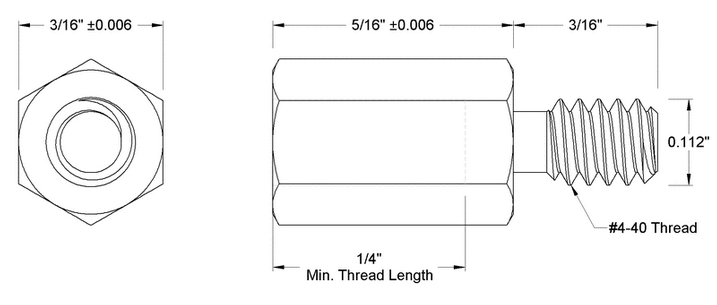 3/16" ±0.006
5/16" ±0.006
3/16"
0.112"
#4-40 Thread
1/4"
Min. Thread Length